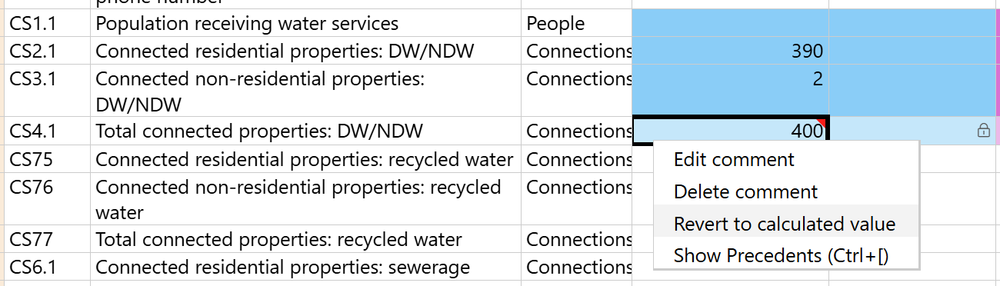 phone number
CS1.1 Population receiving water services People
CS2.1 Connected residential properties: DW/NDW Connections 390
CS3.1 Connected non-residential properties: Connections 2
DW/NDW
CS4.1 Total connected properties: DW/NDW Connections 400
CS75 Connected residential properties: recycled water Connections
CS76 Connected non-residential properties: recycled Connections
water
CS77 Total connected properties: recycled water Connections
CS6.1 Connected residential properties: sewerage Connections
Edit comment
Delete comment
Revert to calculated value
Show Precedents (Ctrl+[)